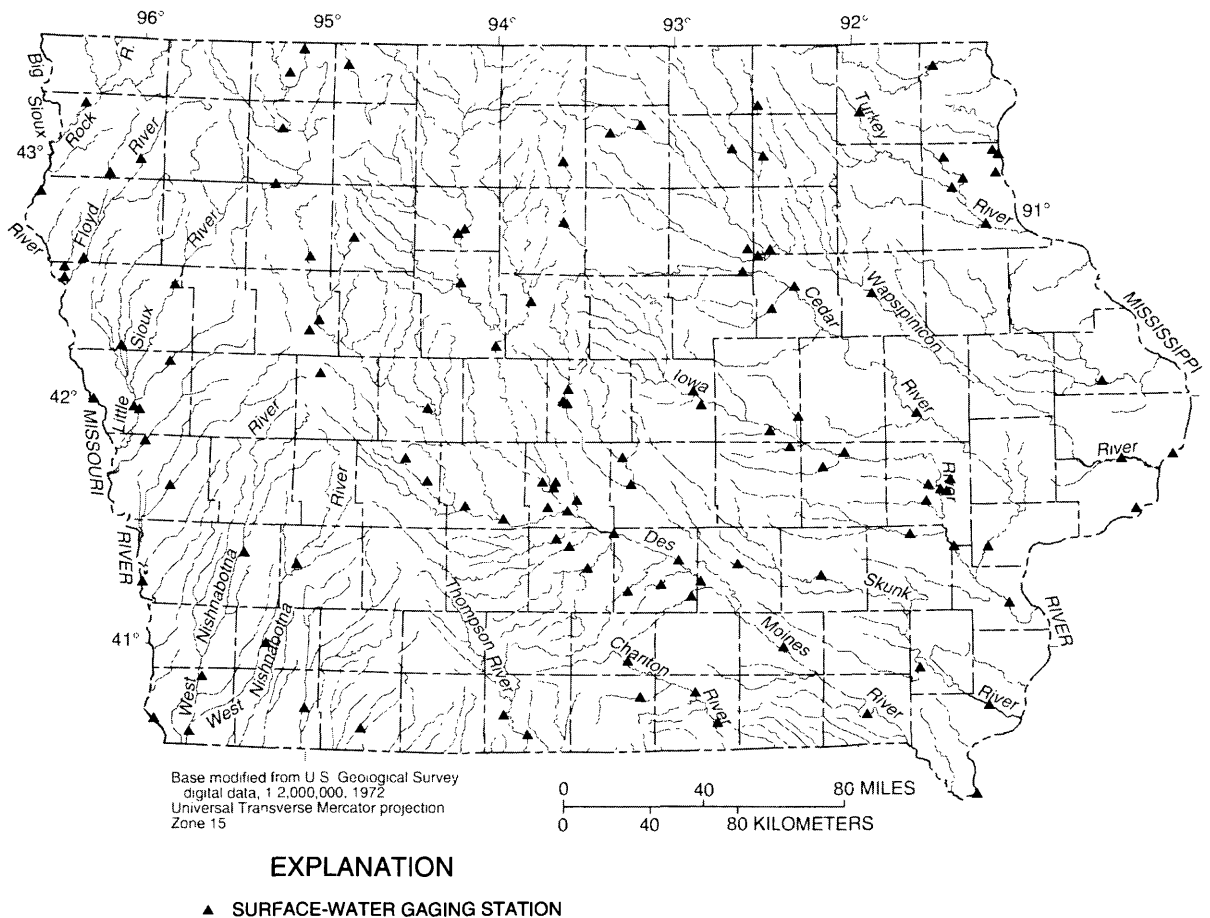 96°
95°
94°
93°
92°
Big
Sioux
R.
Rock
River
43°
Turkey
River
91°
River
Floyd
River
Sioux
Little
Cedar
Wapsipinicon
MISSISSIPPI
42°
MISSOURI
River
Iowa
River
River
River
River
RIVER
Des
Skunk
Nishnabotna
Nishnabotna
Thompson River
Moines
RIVER
41°
Chariton
West
West
River
River
River
Base modified from U S Geological Survey
digital data, 1 2,000,000, 1972
Universal Transverse Mercator projection
Zone 15
0 40 80 MILES
0 40 80 KILOMETERS
EXPLANATION
▲ SURFACE-WATER GAGING STATION